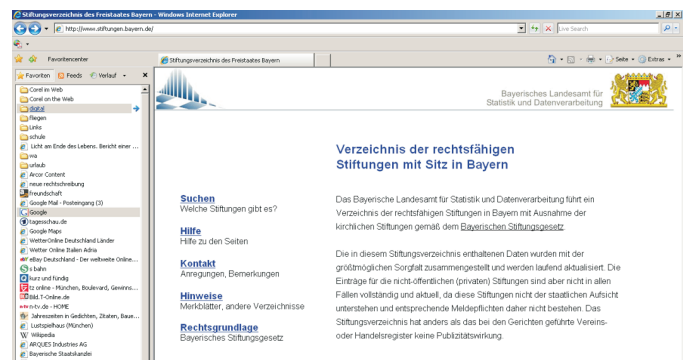 Stiftungsverzeichnis des Freistaates Bayern - Windows Internet Explorer
http://www.stiftungen.bayern.de/
Live Search
Favoritencenter
Stiftungsverzeichnis des Freistaates Bayern
Seite
Extras
Favoriten
Feeds
Verlauf
Corel im Web
Corel on the Web
digital
fliegen
Links
schule
Licht am Ende des Lebens. Bericht einer ...
wa
urlaub
Arcor Content
neue rechtschreibung
freundschaft
Google Mail - Posteingang (3)
Google
tagesschau.de
Google Maps
WetterOnline Deutschland Länder
Wetter Online Italien Adria
eBay Deutschland - Der weltweite Online...
s bahn
kurz und fündig
tz online - München, Boulevard, Gewinns...
Bild.T-Online.de
n-tv.de - HOME
Jahreszeiten in Gedichten, Zitaten, Baue...
Lustspielhaus (München)
Wikipedia
ARQUES Industries AG
Bayerische Staatskanzlei
Bayerisches Landesamt für
Statistik und Datenverarbeitung
Verzeichnis der rechtsfähigen
Stiftungen mit Sitz in Bayern
Suchen
Welche Stiftungen gibt es?
Hilfe
Hilfe zu den Seiten
Kontakt
Anregungen, Bemerkungen
Hinweise
Merkblätter, andere Verzeichnisse
Rechtsgrundlage
Bayerisches Stiftungsgesetz
Das Bayerische Landesamt für Statistik und Datenverarbeitung führt ein
Verzeichnis der rechtsfähigen Stiftungen in Bayern mit Ausnahme der
kirchlichen Stiftungen gemäß dem Bayerischen Stiftungsgesetz.
Die in diesem Stiftungsverzeichnis enthaltenen Daten wurden mit der
größtmöglichen Sorgfalt zusammengestellt und werden laufend aktualisiert. Die
Einträge für die nicht-öffentlichen (privaten) Stiftungen sind aber nicht in allen
Fällen vollständig und aktuell, da diese Stiftungen nicht der staatlichen Aufsicht
unterstehen und entsprechende Meldepflichten daher nicht bestehen. Das
Stiftungsverzeichnis hat anders als das bei den Gerichten geführte Vereins-
oder Handelsregister keine Publizitätswirkung.